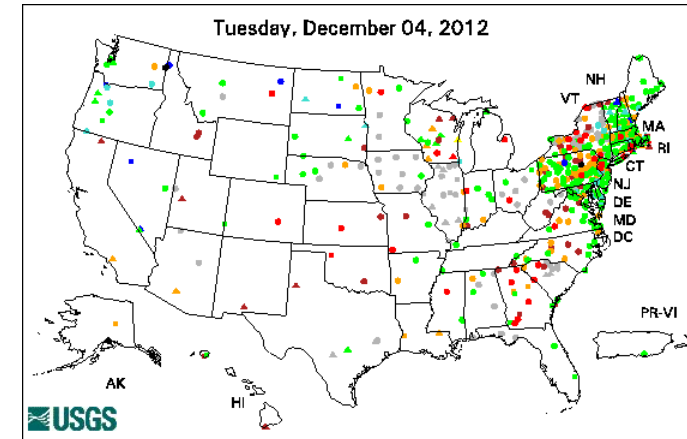 Tuesday, December 04, 2012
NH
VT
MA
RI
CT
NJ
DE
MD
DC
PR-VI
AK
HI
USGS